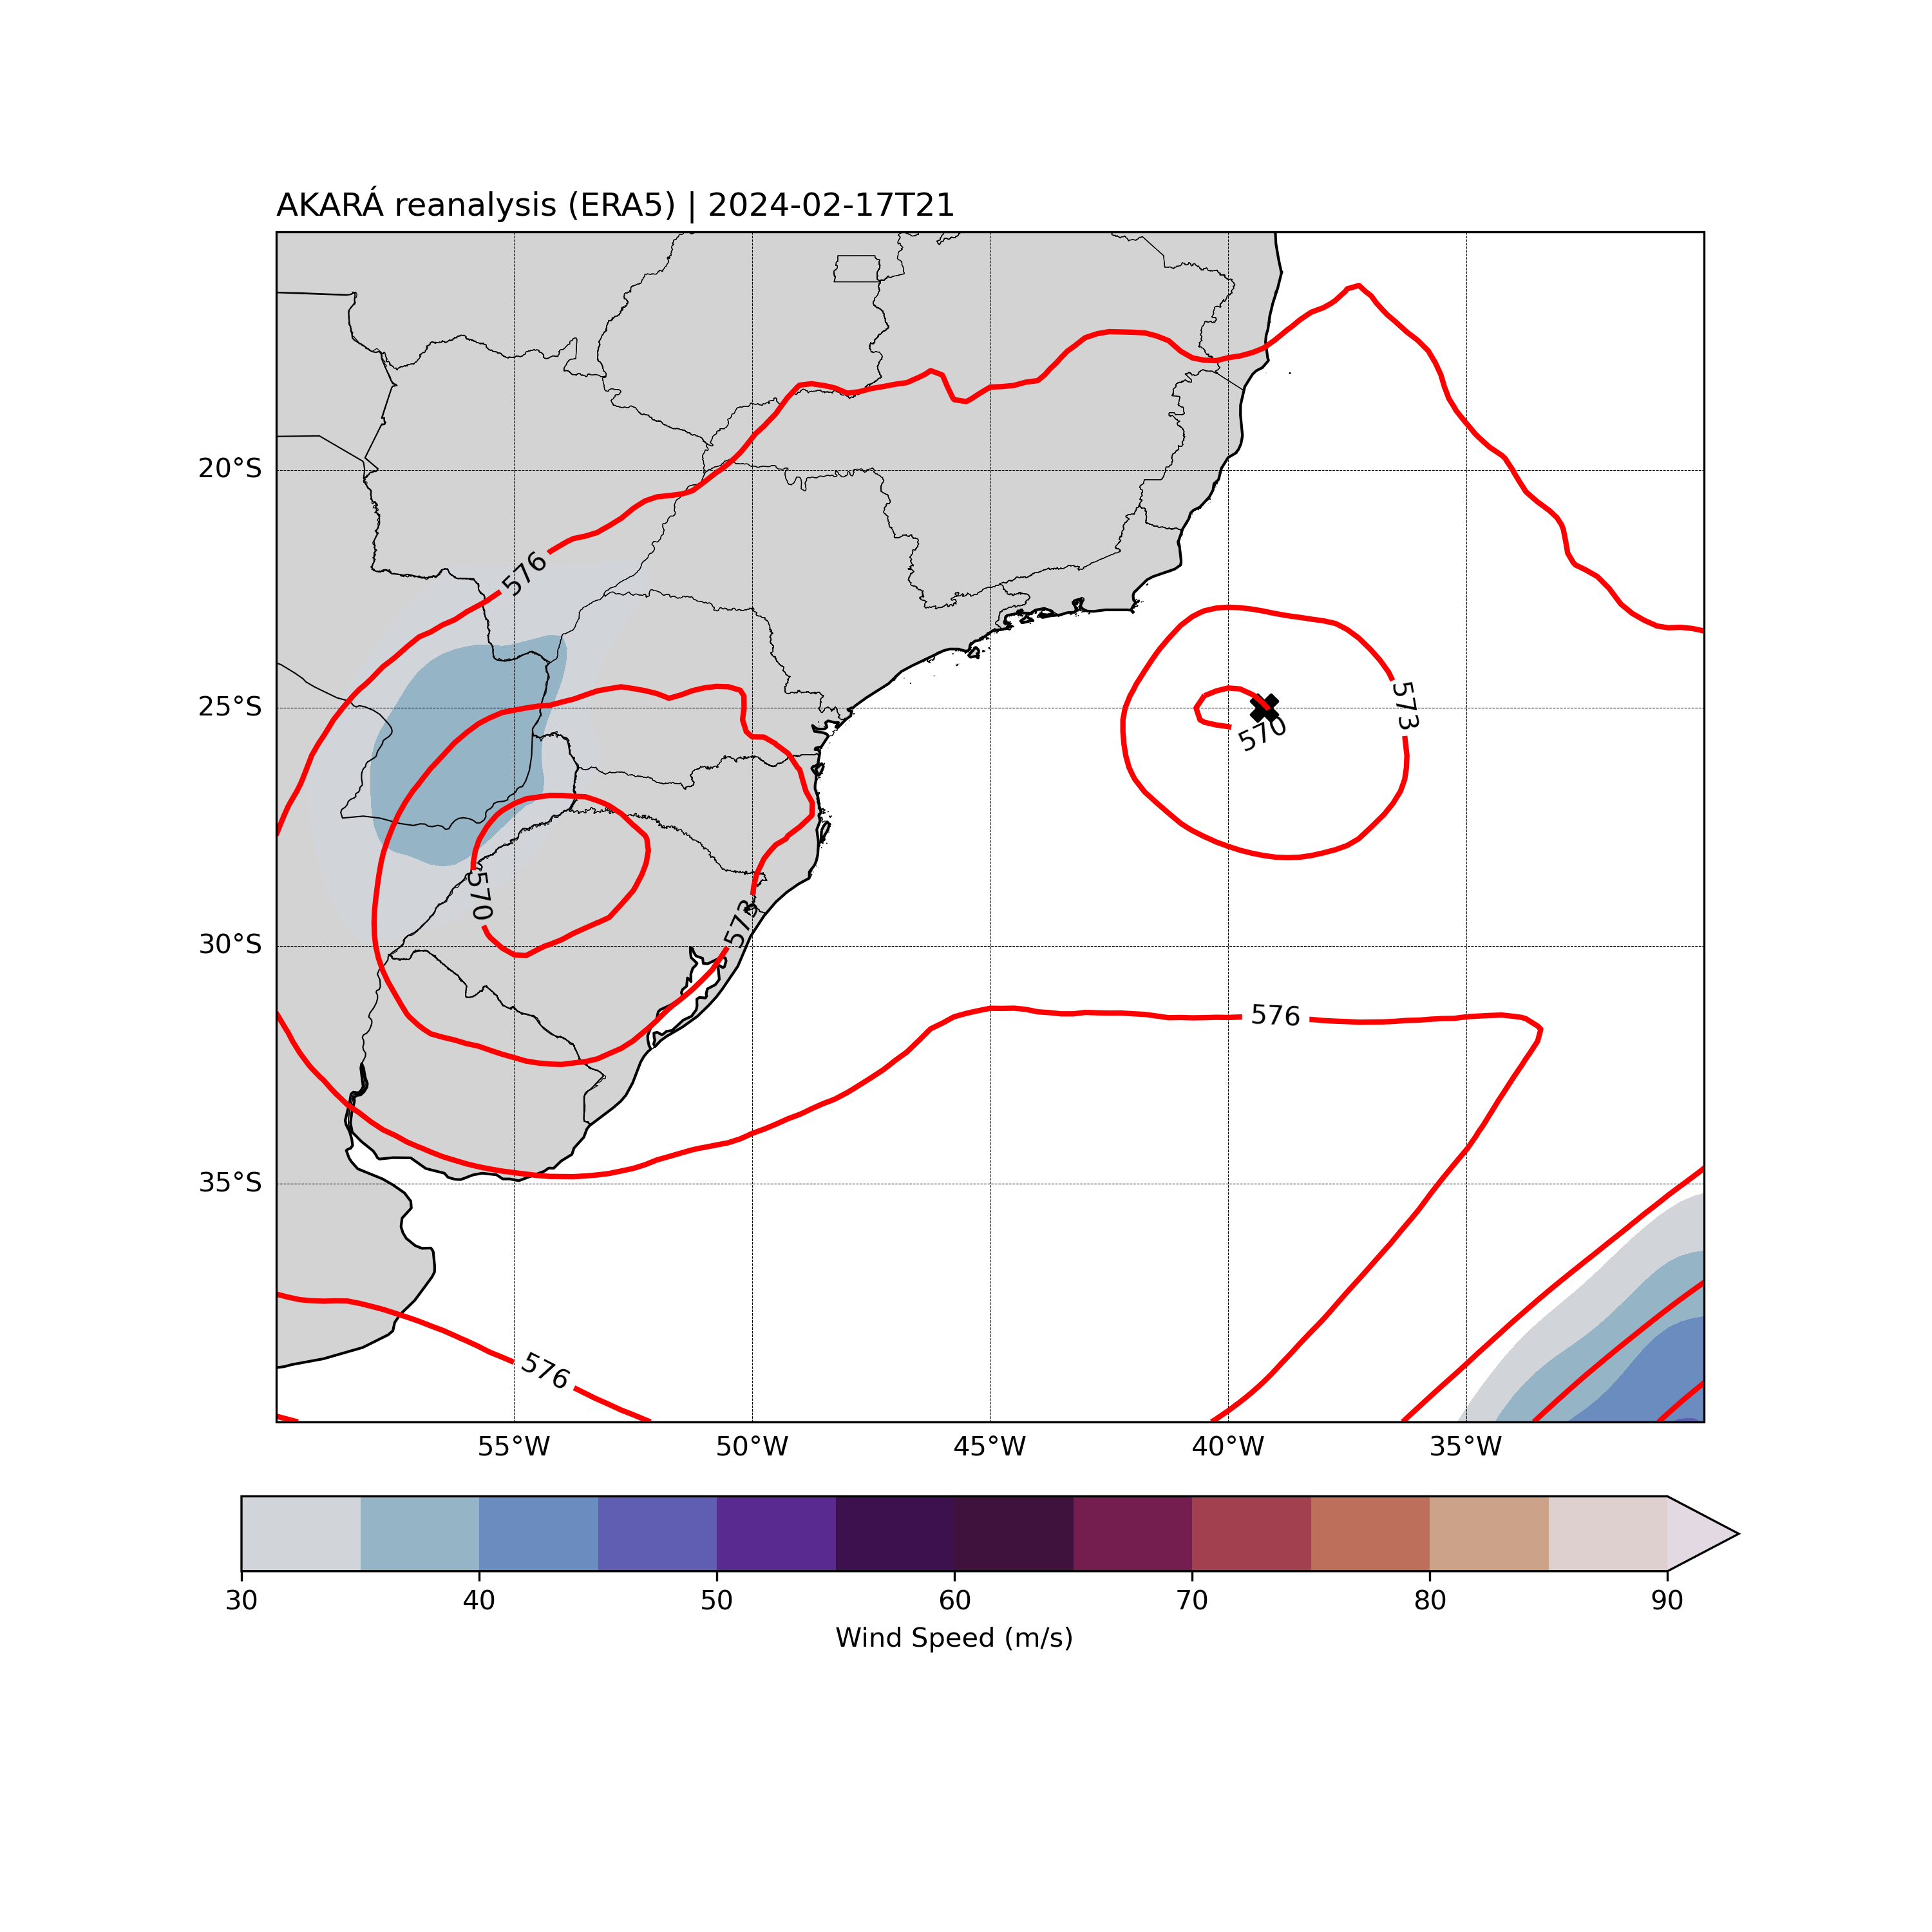 AKARÁ reanalysis (ERA5) | 2024-02-17T21
576
20°S
25°S
573
570
570
573
30°S
576
35°S
576
55°W 50°W 45°W 40°W 35°W
30 40 50 60 70 80 90
Wind Speed (m/s)